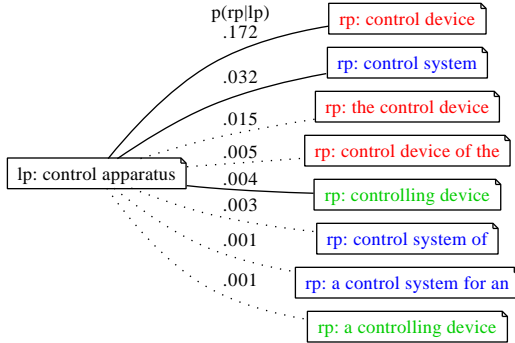 p(rp|lp)
.172
rp: control device
.032
rp: control system
.015
rp: the control device
.005
rp: control device of the
lp: control apparatus
.004
rp: controlling device
.003
rp: control system of
.001
rp: a control system for an
.001
rp: a controlling device